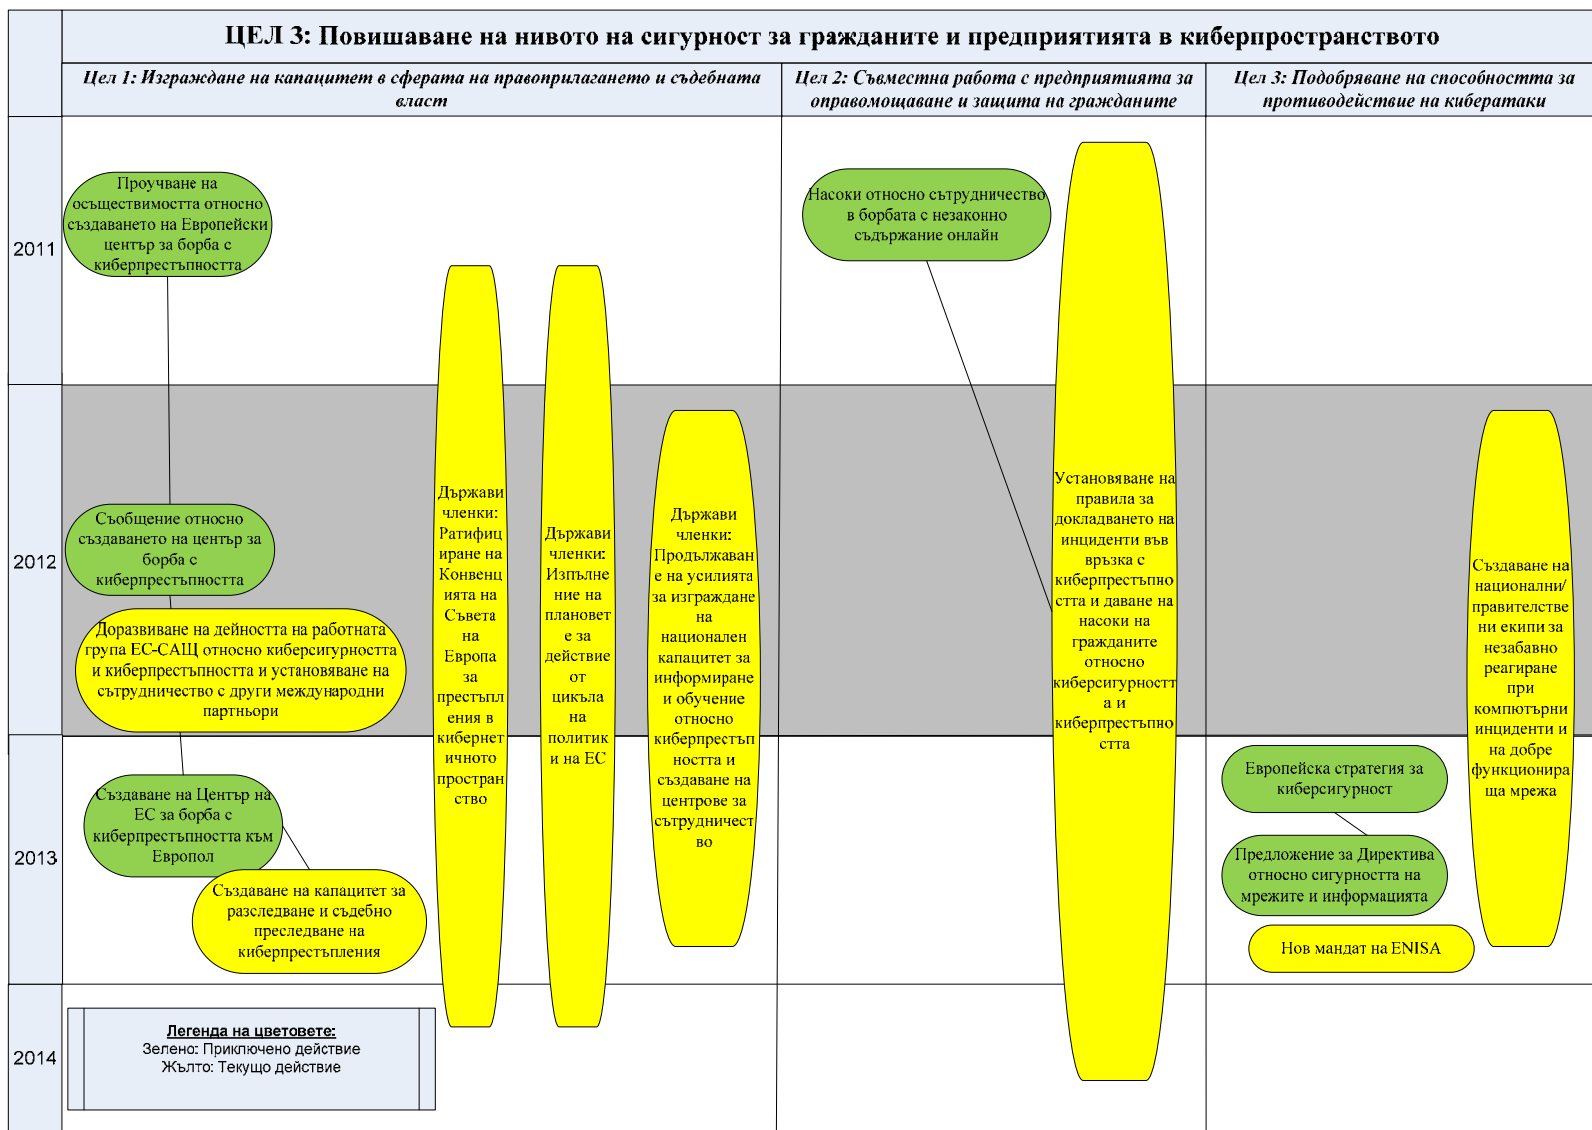 ЦЕЛ 3: Повишаване на нивото на сигурност за гражданите и предприятията в киберпространството
Цел 1: Изграждане на капацитет в сферата на правоприлагането и съдебната
власт
Цел 2: Съвместна работа с предприятията за
оправомощаване и защита на гражданите
Цел 3: Подобряване на способността за
противодействие на кибератаки
2011
Проучване на
осъществимостта относно
създаването на Европейски
център за борба с
киберпрестъпността
Насоки относно сътрудничество
в борбата с незаконно
съдържание онлайн
2012
Съобщение относно
създаването на център за
борба с
киберпрестъпността
Доразвиване на дейността на работната
група ЕС-САЩ относно киберсигурността
и киберпрестъпността и установяване на
сътрудничество с други международни
партньори
Държави
членки:
Ратифиц
иране на
Конвенц
ията на
Съвета
на
Европа
за
престъпл
ения в
кибернет
ичното
простран
ство
Държави
членки:
Изпълне
ние на
плановет
е за
действие
от
цикъла
на
политик
и на ЕС
Държави
членки:
Продължаван
е на усилията
за изграждане
на
национален
капацитет за
информиране
и обучение
относно
киберпрестъп
ността и
създаване на
центрове за
сътрудничест
во
Установяване на
правила за
докладването на
инциденти във
връзка с
киберпрестъпно
стта и даване на
насоки на
гражданите
относно
киберсигурностт
а и
киберпрестъпно
стта
Създаване на
национални/
правителстве
ни екипи за
незабавно
реагиране
при
компютърни
инциденти и
на добре
функционира
ща мрежа
2013
Създаване на Център на
ЕС за борба с
киберпрестъпността към
Европол
Създаване на капацитет за
разследване и съдебно
преследване на
киберпрестъпления
Европейска стратегия за
киберсигурност
Предложение за Директива
относно сигурността на
мрежите и информацията
Нов мандат на ENISA
2014
Легенда на цветовете:
Зелено: Приключено действие
Жълто: Текущо действие